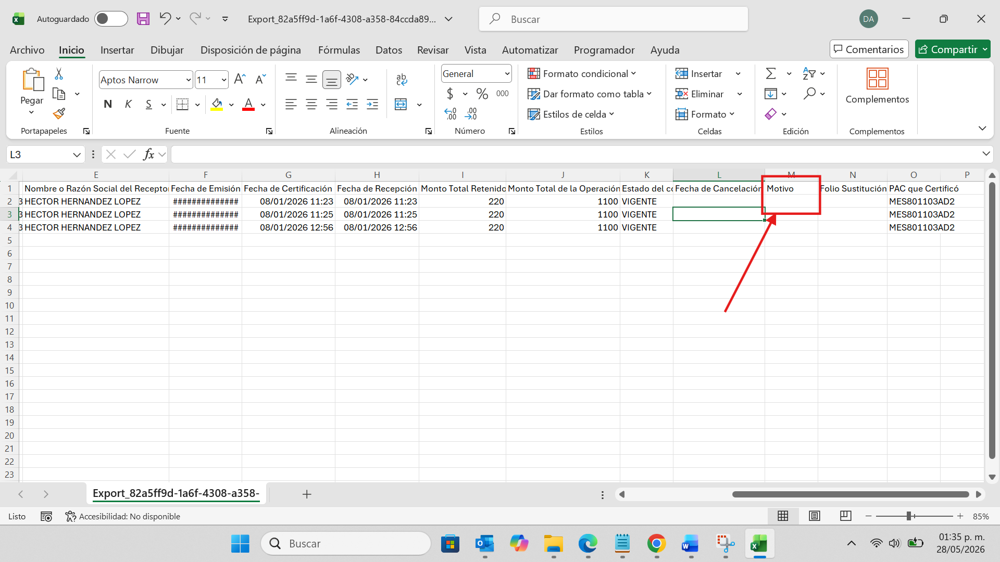 Autoguardado
Export_82a5ff9d-1a6f-4308-a358-84ccda89...
Buscar
DA
Archivo Inicio Insertar Dibujar Disposición de página Fórmulas Datos Revisar Vista Automatizar Programador Ayuda
Comentarios
Compartir
Pegar
Portapapeles
Aptos Narrow
11
N K S
Fuente
Alineación
General
Número
Formato condicional
Dar formato como tabla
Estilos de celda
Estilos
Insertar
Eliminar
Formato
Celdas
Edición
Complementos
Complementos
L3
fx
E F G H I J K L M N O P
1 Nombre o Razón Social del Receptor Fecha de Emisión Fecha de Certificación Fecha de Recepción Monto Total Retenido Monto Total de la Operación Estado del co Fecha de Cancelación Motivo Folio Sustitución PAC que Certificó
2 3 HECTOR HERNANDEZ LOPEZ ############## 08/01/2026 11:23 08/01/2026 11:23 220 1100 VIGENTE MES801103AD2
3 3 HECTOR HERNANDEZ LOPEZ ############## 08/01/2026 11:25 08/01/2026 11:25 220 1100 VIGENTE MES801103AD2
4 3 HECTOR HERNANDEZ LOPEZ ############## 08/01/2026 12:56 08/01/2026 12:56 220 1100 VIGENTE MES801103AD2
5
6
7
8
9
10
11
12
13
14
15
16
17
18
19
20
21
22
23
Export_82a5ff9d-1a6f-4308-a358-
Listo
Accesibilidad: No disponible
85%
Buscar
01:35 p. m.
28/05/2026